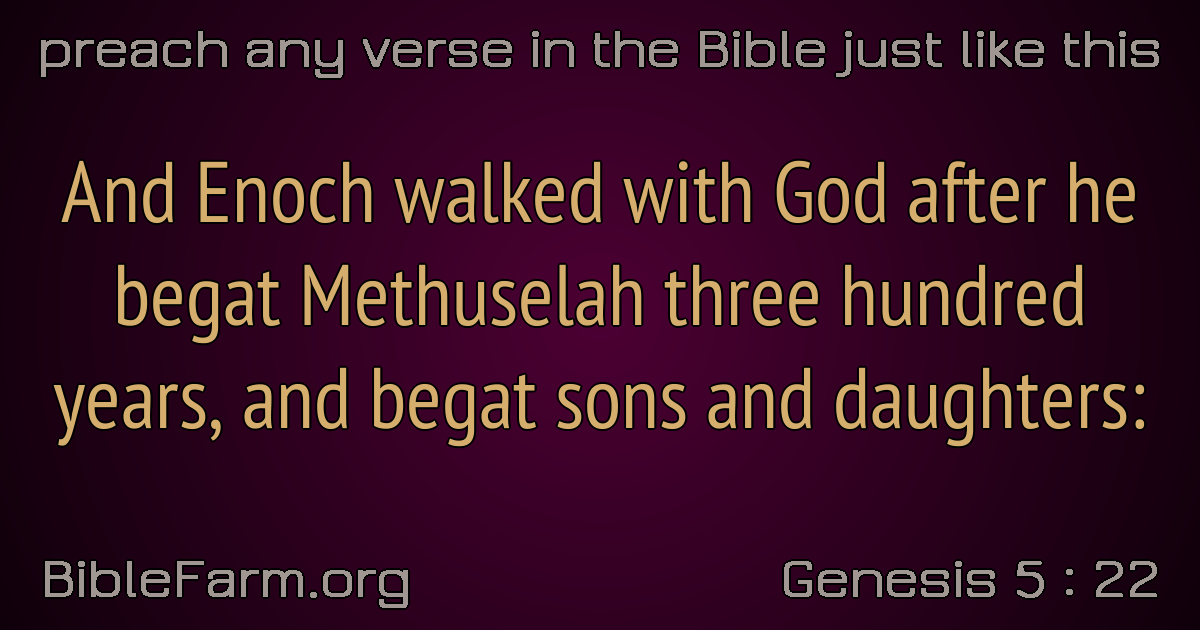 preach any verse in the Bible just like this
And Enoch walked with God after he
begat Methuselah three hundred
years, and begat sons and daughters:
BibleFarm.org
Genesis 5 : 22